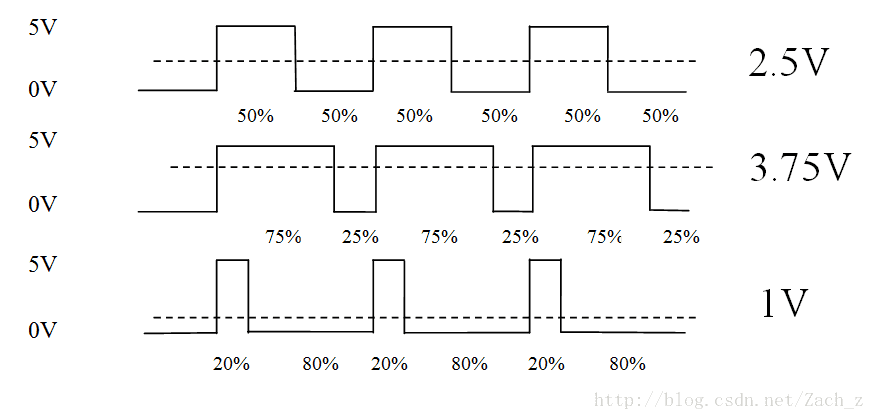 5V
2.5V
0V
50% 50% 50% 50% 50% 50%
5V
3.75V
0V
75% 25% 75% 25% 75% 25%
5V
1V
0V
20% 80% 20% 80% 20% 80%
http://blog.csdn.net/Zach_z